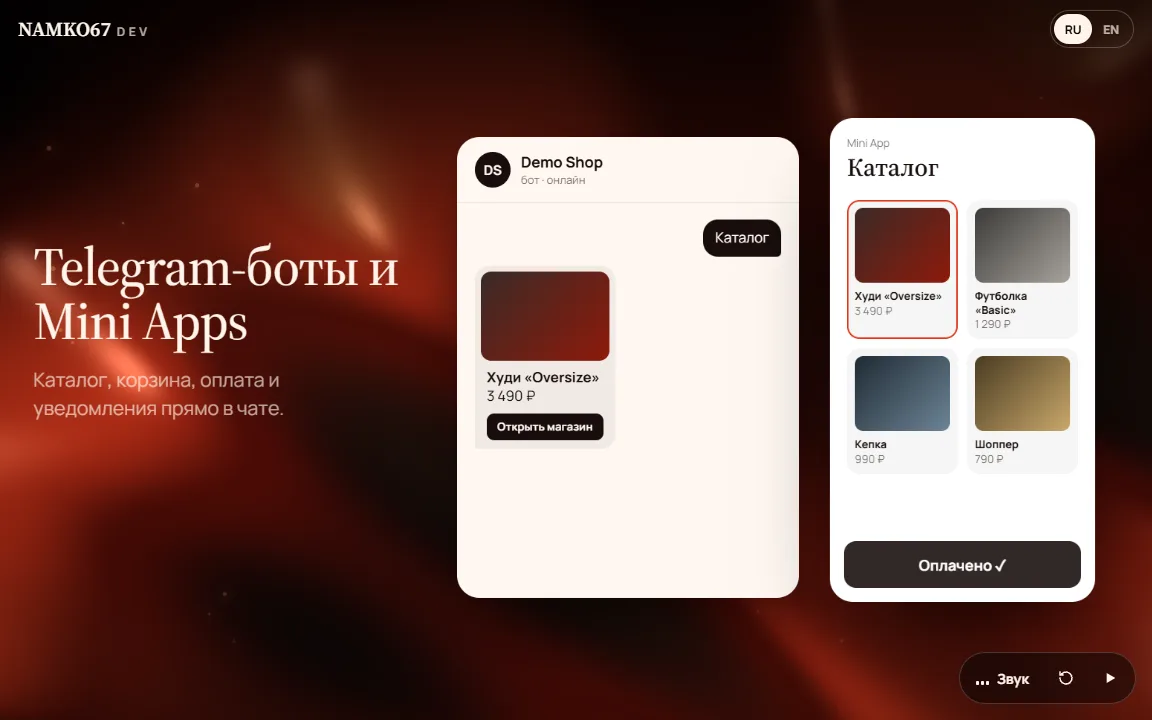 NAMKO67 DEV
RU EN
Telegram-боты и
Mini Apps
Каталог, корзина, оплата и
уведомления прямо в чате.
DS
Demo Shop
бот · онлайн
Каталог
Худи «Oversize»
3 490 ₽
Открыть магазин
Mini App
Каталог
Худи «Oversize»
3 490 ₽
Футболка
«Basic»
1 290 ₽
Кепка
990 ₽
Шоппер
790 ₽
Оплачено ✓
... Звук